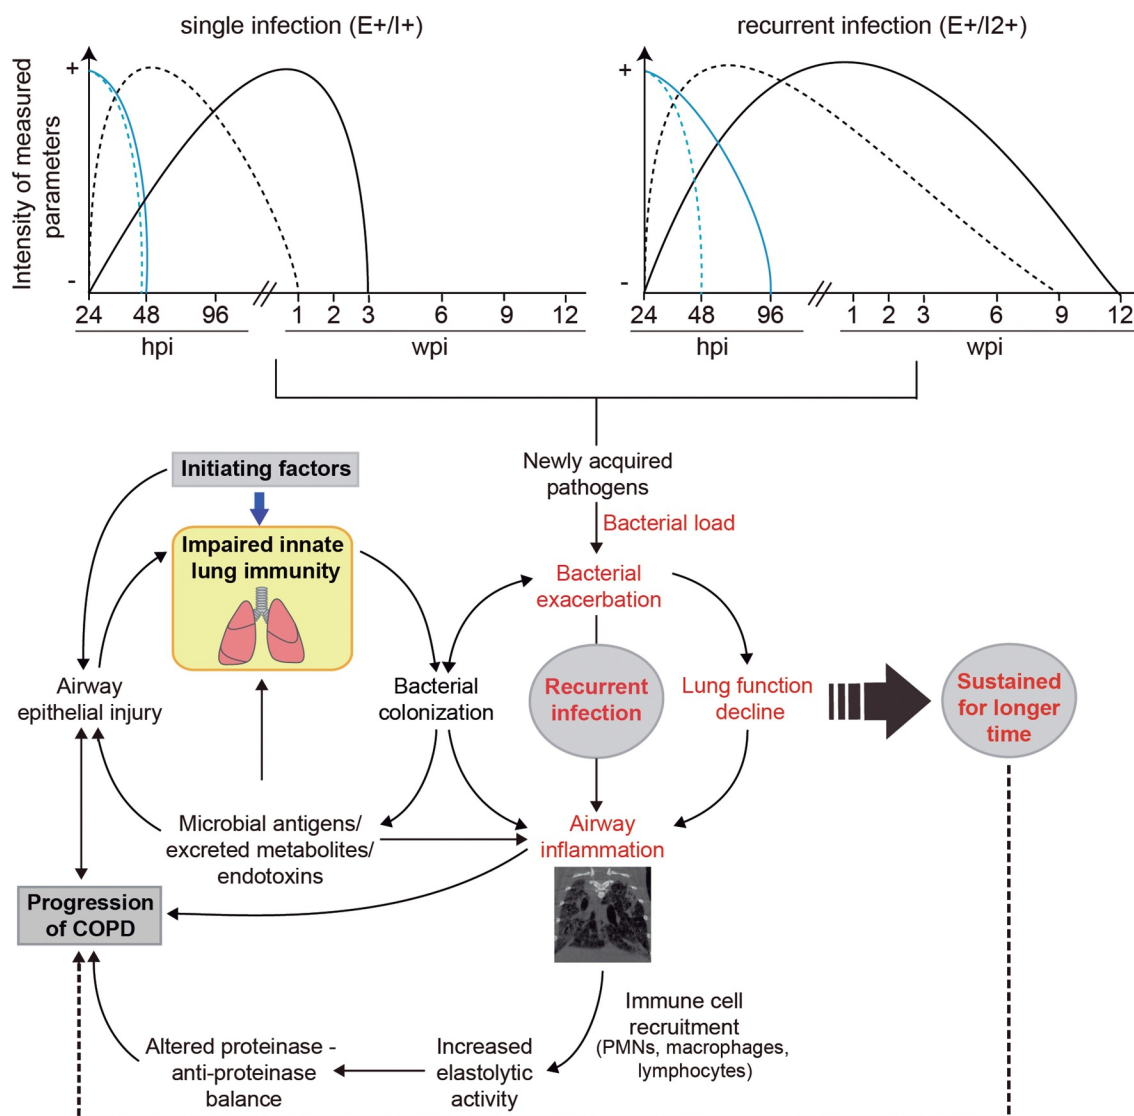 single infection (E+/I+)
recurrent infection (E+/I2+)
Intensity of measured
parameters
+
-
24 48 96 1 2 3 6 9 12
hpi wpi
+
-
24 48 96 1 2 3 6 9 12
hpi wpi
Newly acquired
pathogens
Bacterial load
Initiating factors
Impaired innate
lung immunity
Bacterial
exacerbation
Airway
epithelial injury
Bacterial
colonization
Recurrent
infection
Lung function
decline
Sustained
for longer
time
Microbial antigens/
excreted metabolites/
endotoxins
Airway
inflammation
Progression
of COPD
Immune cell
recruitment
(PMNs, macrophages,
lymphocytes)
Increased
elastolytic
activity
Altered proteinase -
anti-proteinase
balance